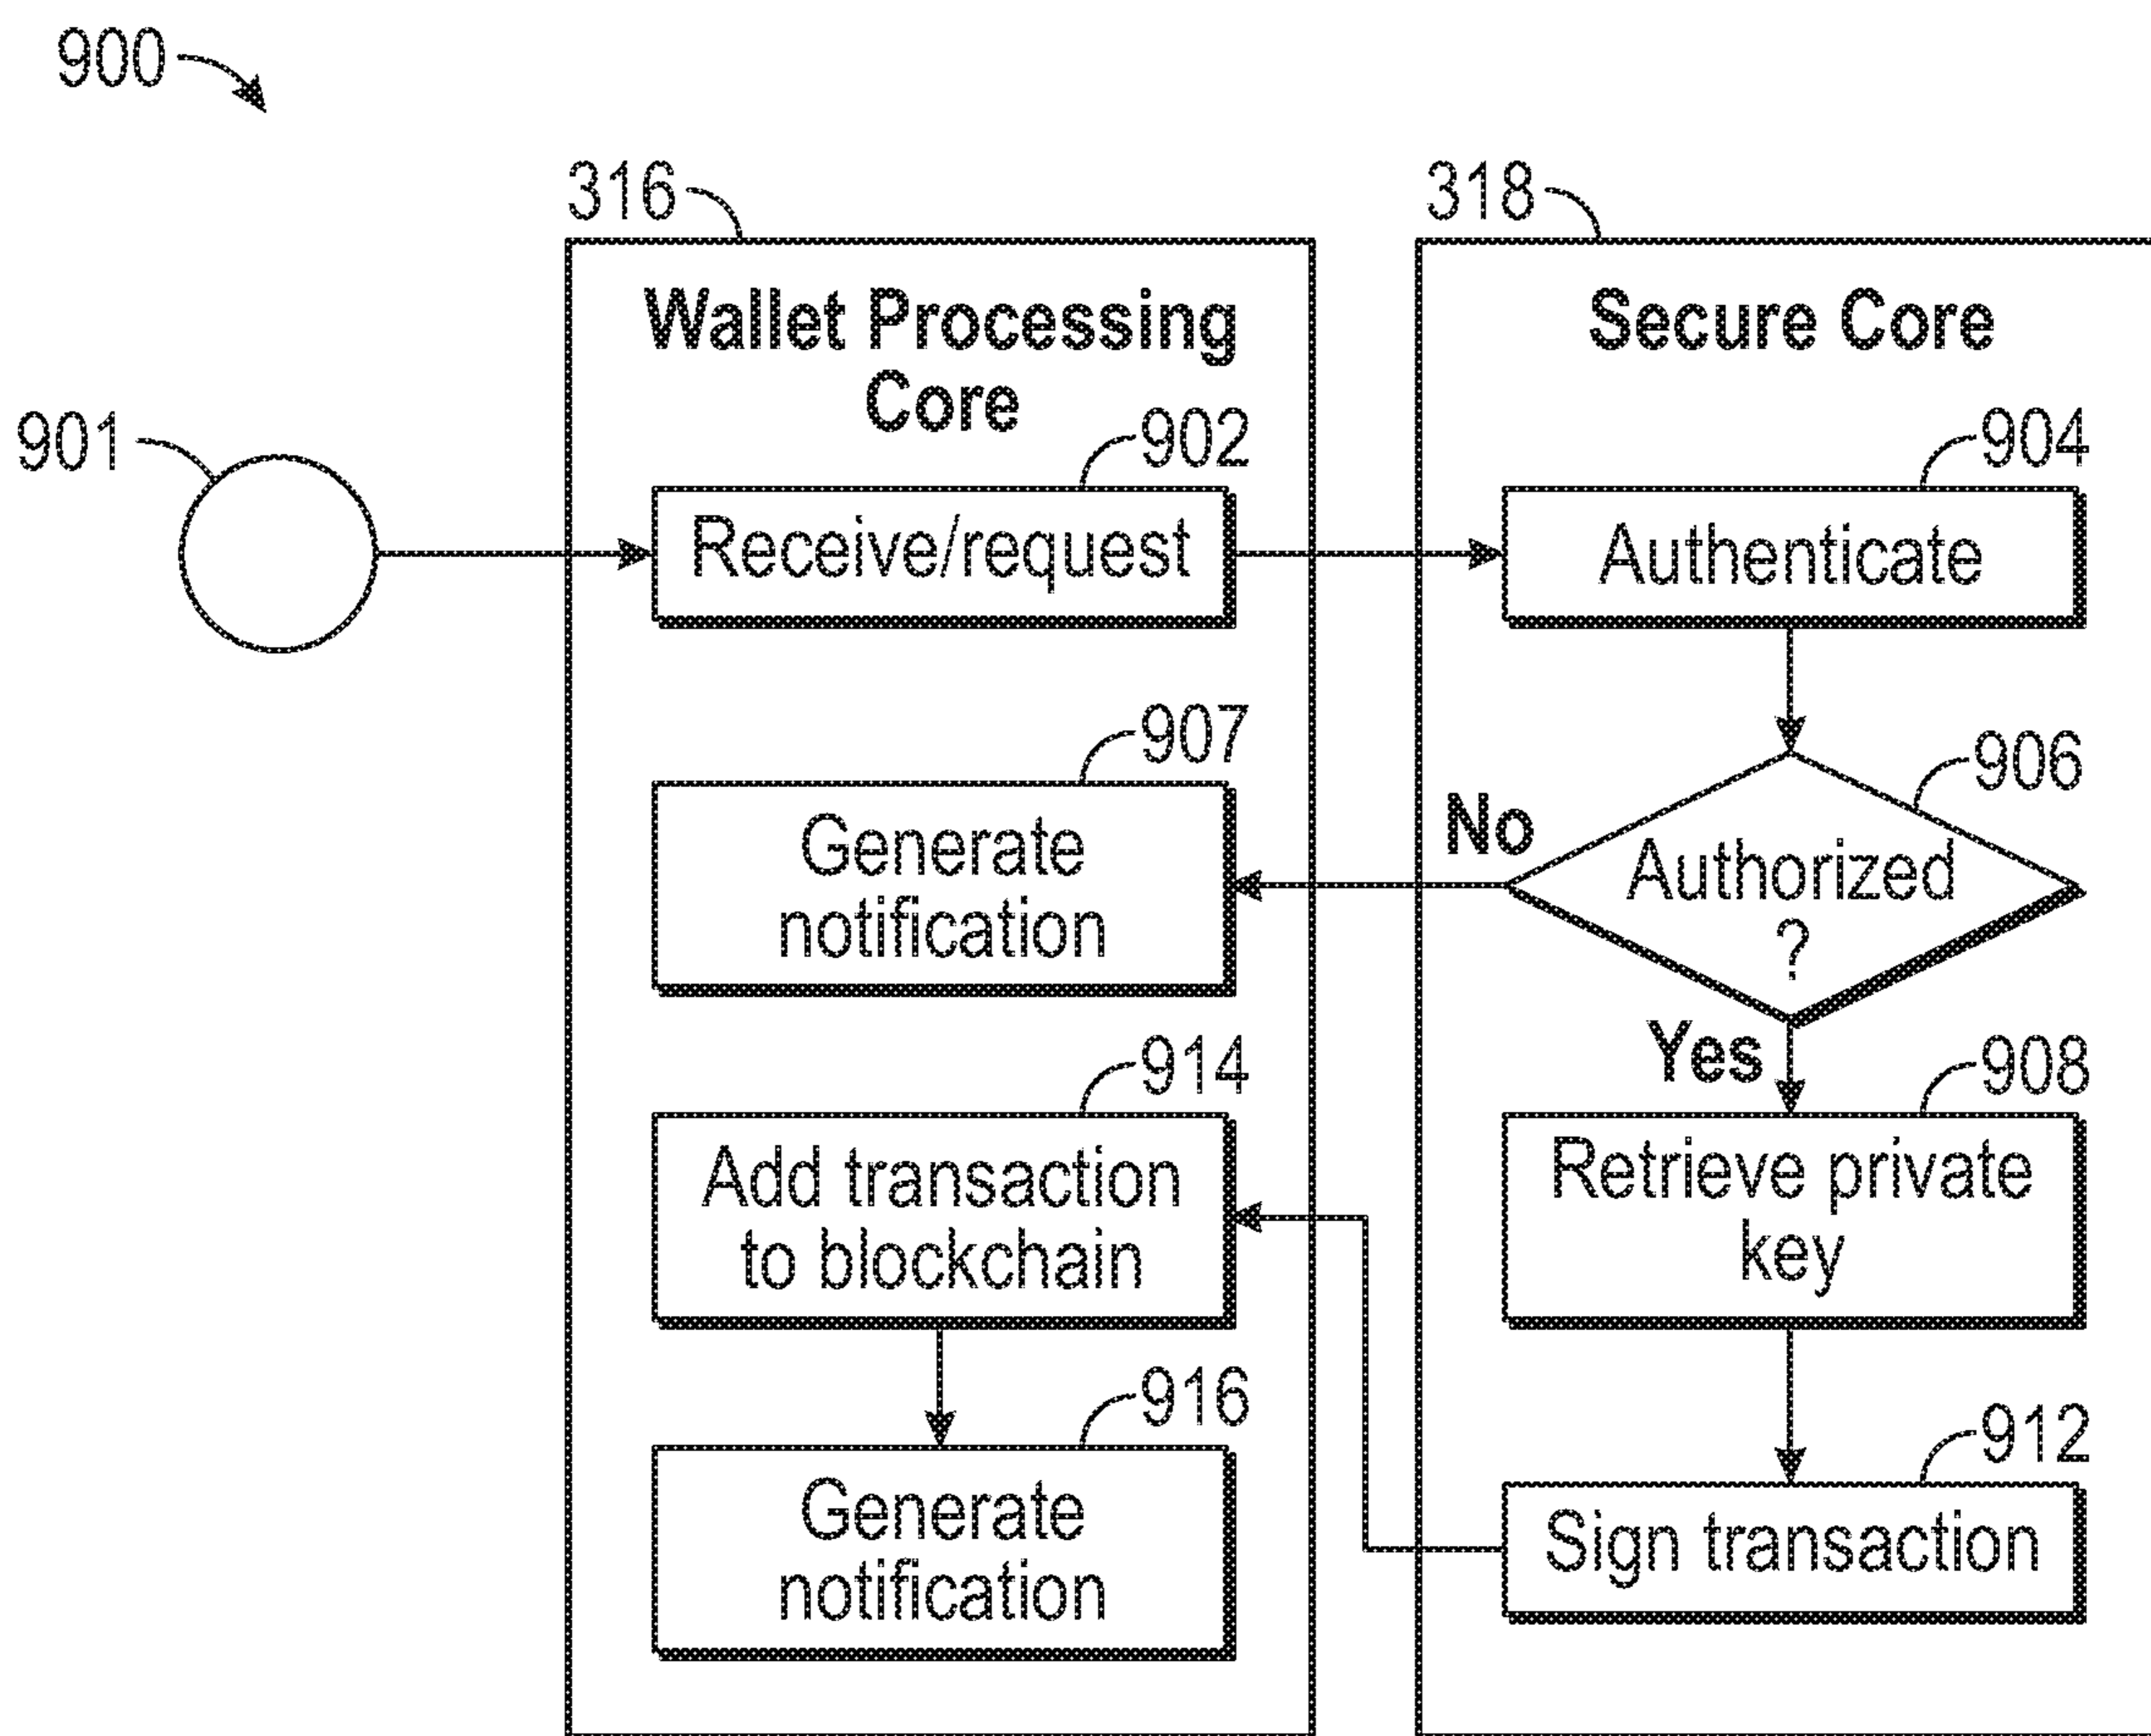 900
316
318
Wallet Processing
Core
Secure Core
901
902
904
Receive/request
Authenticate
907
906
Generate
notification
No
Authorized
?
Yes
914
908
Add transaction
to blockchain
Retrieve private
key
916
912
Generate
notification
Sign transaction